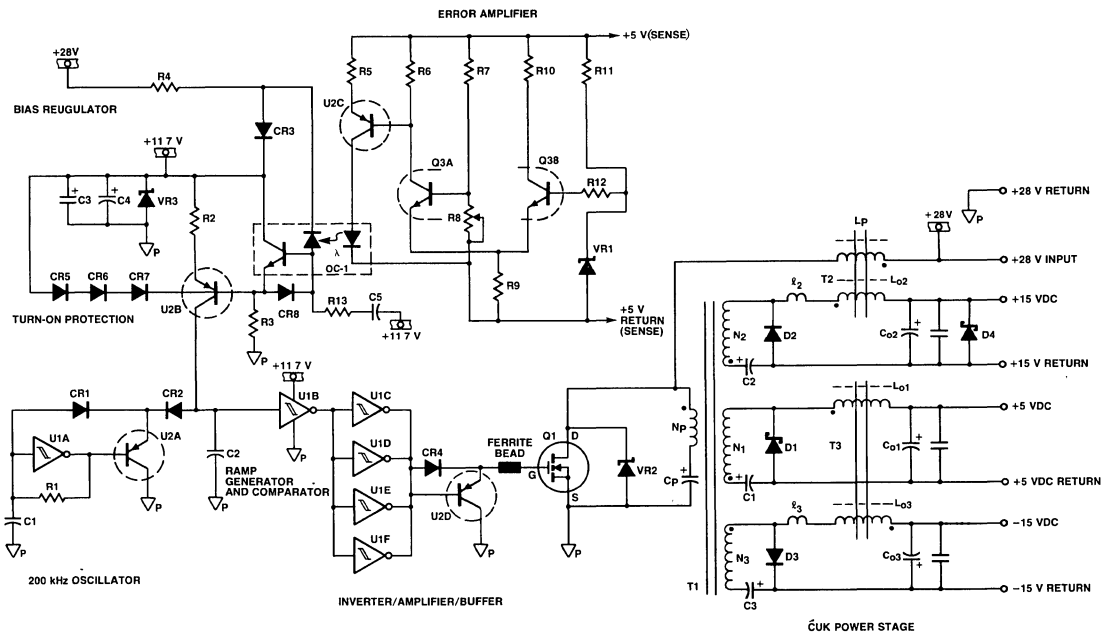 ERROR AMPLIFIER
+5 V(SENSE)
+28V
R4
R5
R6
R7
R10
R11
BIAS REUGULATOR
U2C
CR3
+11 7 V
Q3A
Q38
R12
C3
C4
VR3
R2
R8
VR1
P
λ
OC-1
CR5
CR6
CR7
R9
TURN-ON PROTECTION
U2B
R3
CR8
R13
C5
+11 7 V
+5 V
RETURN
(SENSE)
P
+28 V RETURN
P
LP
+28V
+28 V INPUT
T2
Lo2
ℓ2
+15 VDC
N2
D2
Co2
D4
+15 V RETURN
C2
CR1
CR2
+11 7 V
U1B
U1C
U1A
U2A
C2
P
U1D
CR4
FERRITE
BEAD
Q1
D
G
S
VR2
NP
CP
Lo1
+5 VDC
N1
D1
T3
Co1
+5 VDC RETURN
C1
R1
RAMP
GENERATOR
AND COMPARATOR
U1E
U2D
U1F
C1
P
P
P
P
P
Lo3
ℓ3
-15 VDC
N3
D3
Co3
-15 V RETURN
C3
T1
200 kHz OSCILLATOR
INVERTER/AMPLIFIER/BUFFER
ĆUK POWER STAGE